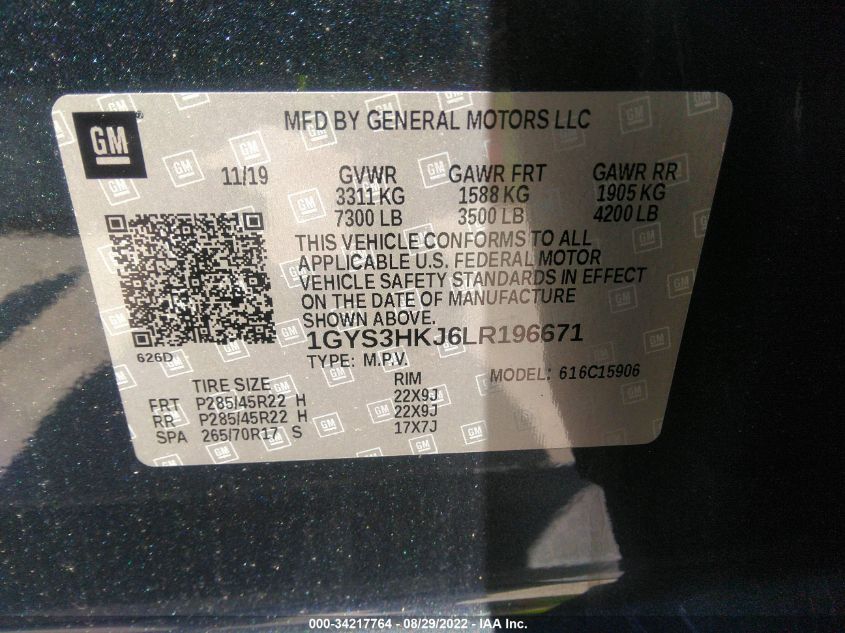 GM
MFD BY GENERAL MOTORS LLC
11/19
GVWR GAWR FRT GAWR RR
3311 KG 1588 KG 1905 KG
7300 LB 3500 LB 4200 LB
THIS VEHICLE CONFORMS TO ALL
APPLICABLE U.S. FEDERAL MOTOR
VEHICLE SAFETY STANDARDS IN EFFECT
ON THE DATE OF MANUFACTURE
SHOWN ABOVE.
1GYS3HKJ6LR196671
626D
TYPE: M.P.V.
MODEL: 616C15906
TIRE SIZE RIM
FRT P285/45R22 H 22X9J
RR P285/45R22 H 22X9J
SPA 265/70R17 S 17X7J
000-34217764 - 08/29/2022 - IAA Inc.